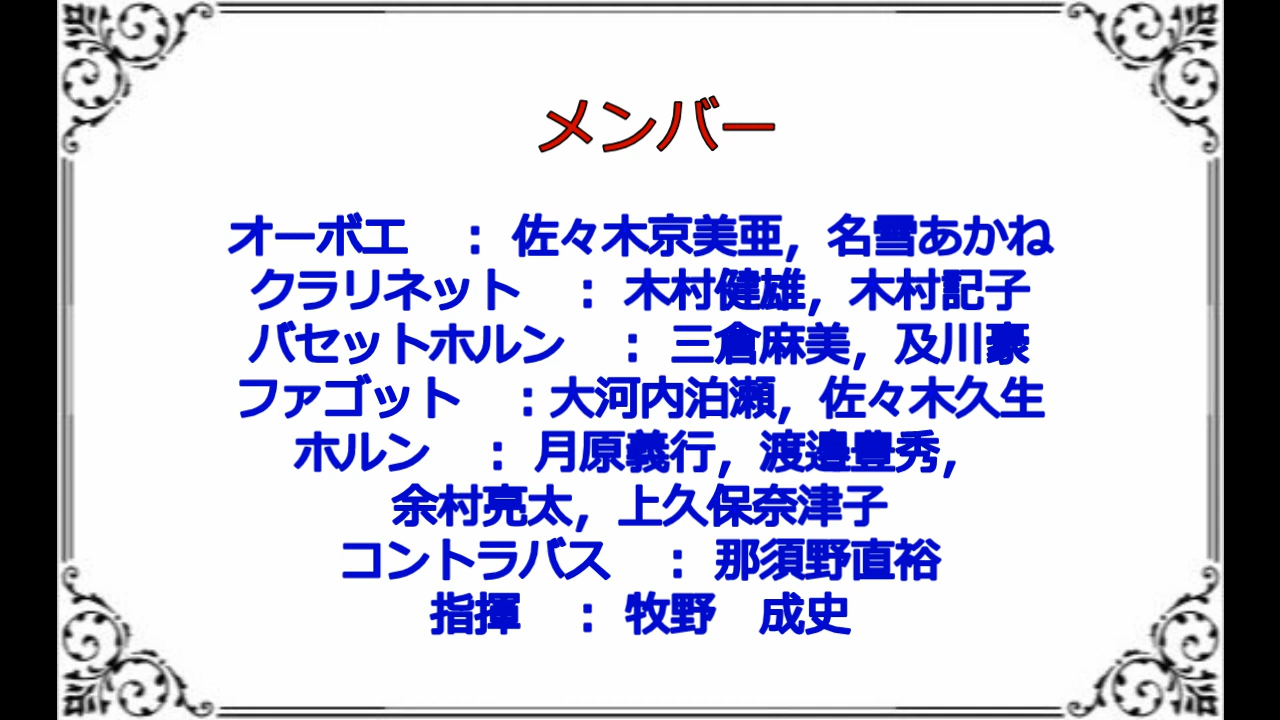 メンバー
オーボエ　：佐々木京美亜，名雪あかね
クラリネット　：木村健雄，木村記子
バセットホルン　：三倉麻美，及川豪
ファゴット　：大河内泊瀬，佐々木久生
ホルン　：月原義行，渡邉豊秀，
余村亮太，上久保奈津子
コントラバス　：那須野直裕
指揮　：牧野　成史